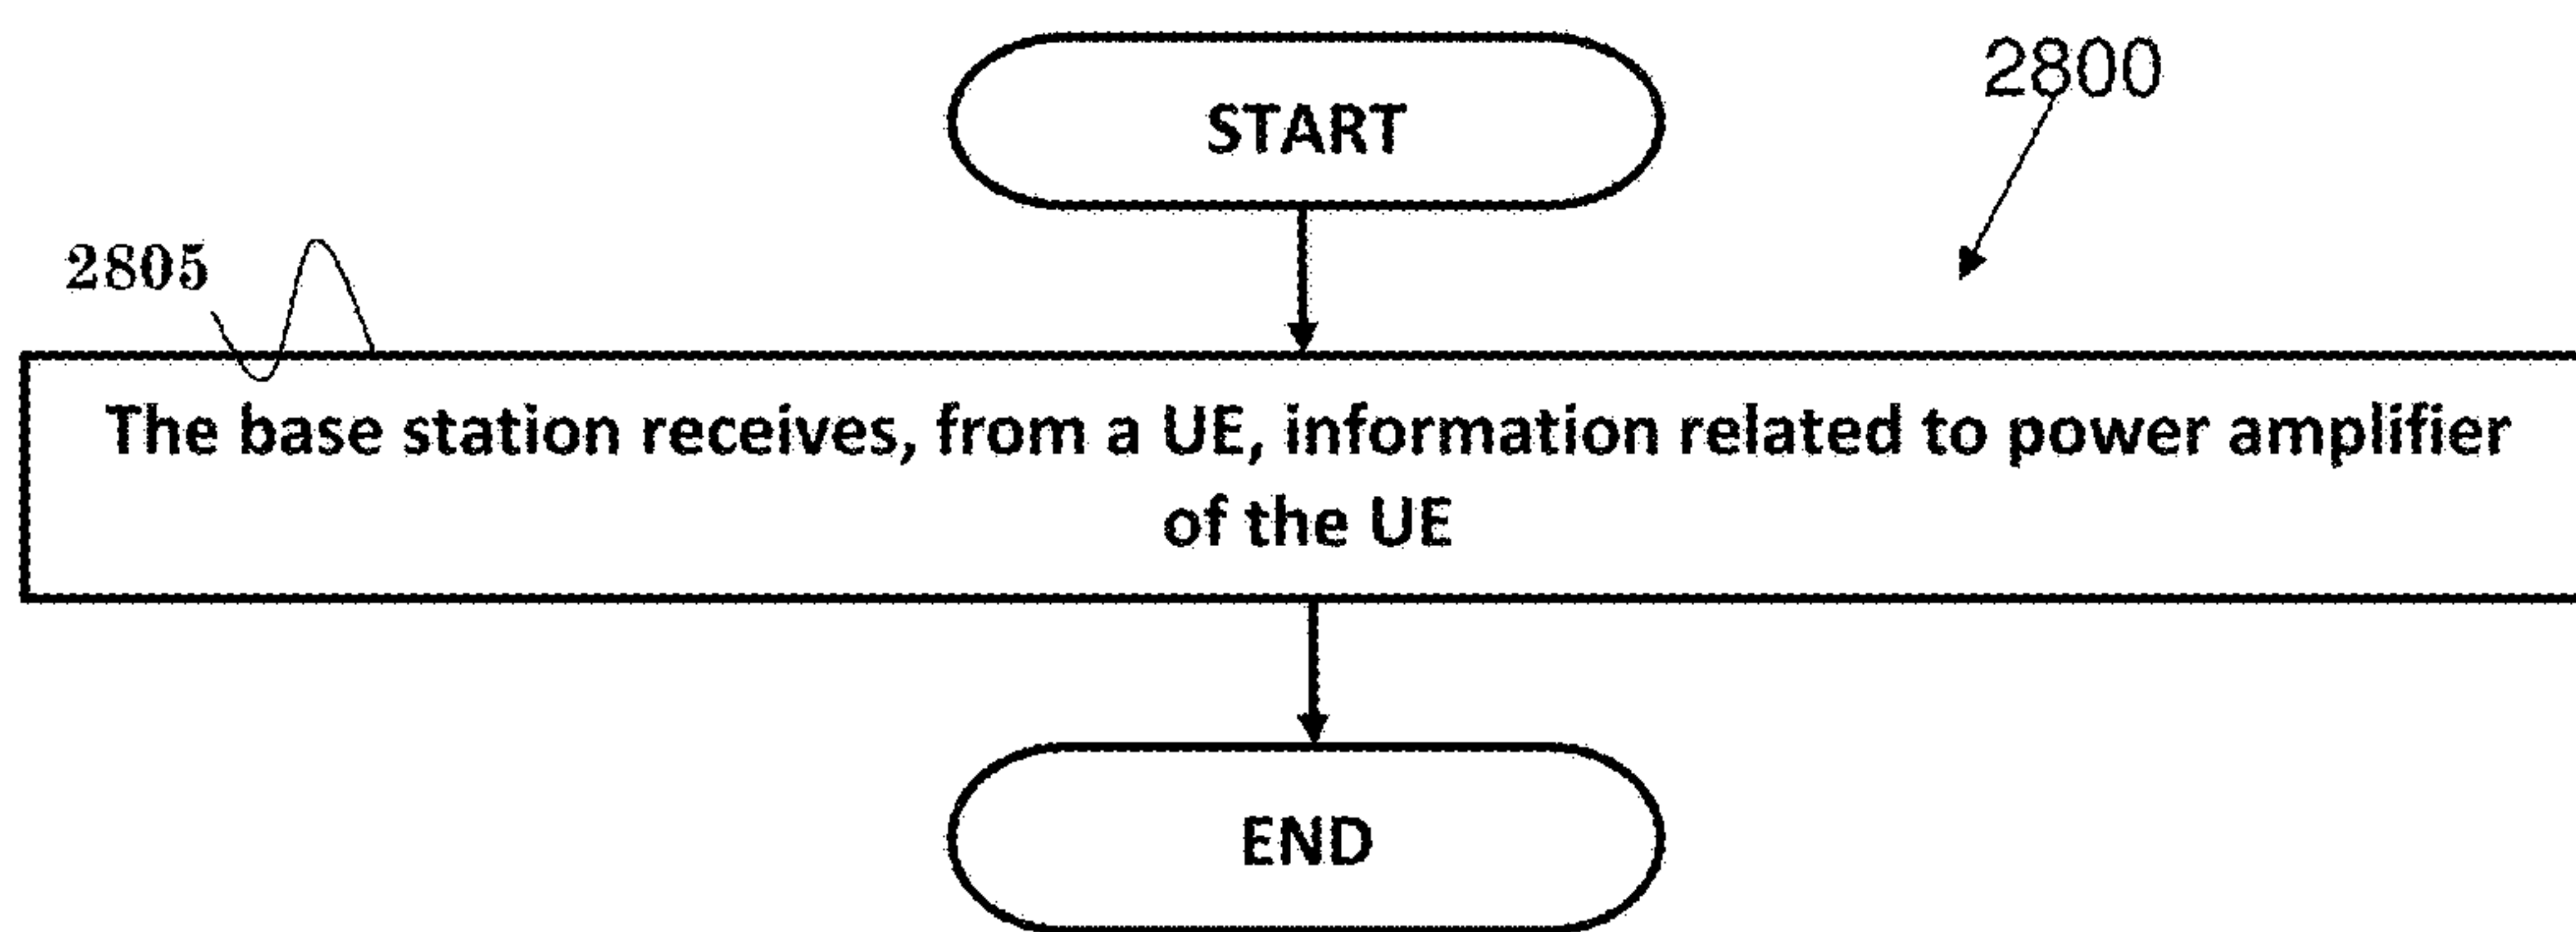 START
2800
2805
The base station receives, from a UE, information related to power amplifier
of the UE
END